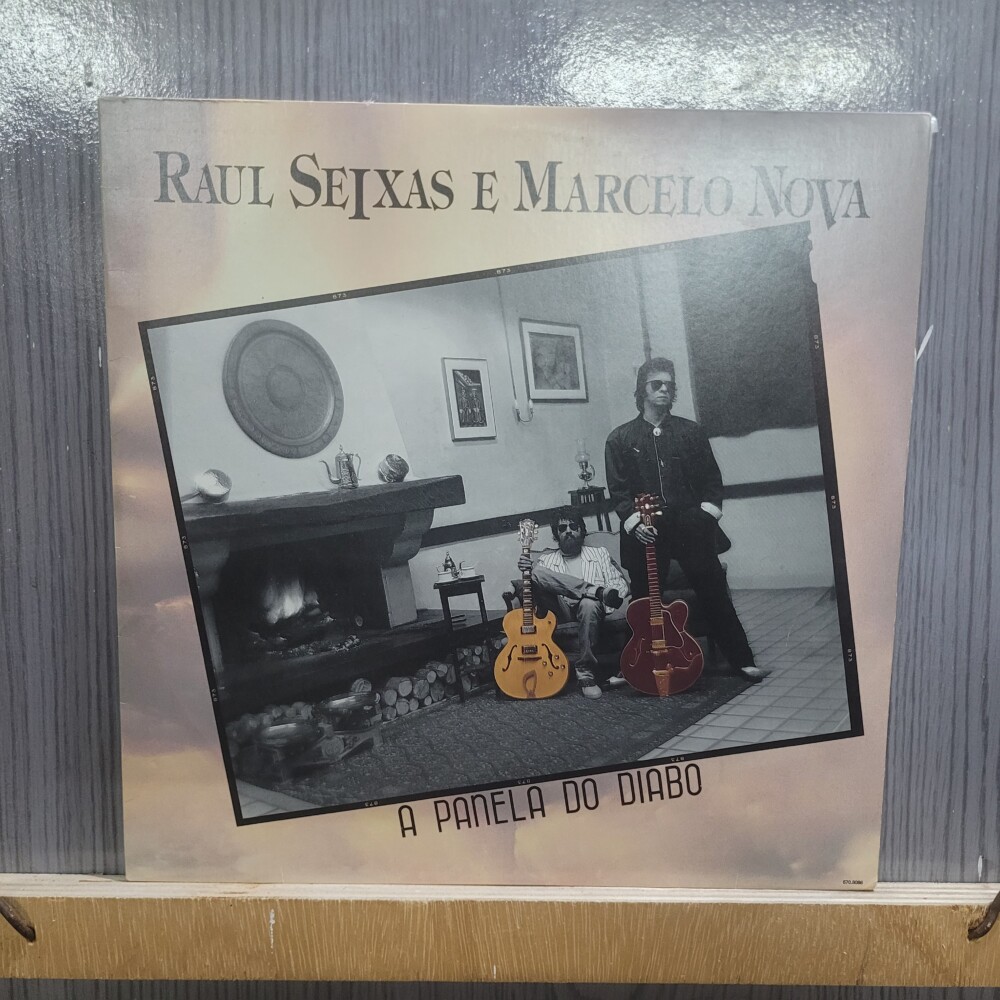 RAUL SEIXAS E MARCELO NOVA
A PANELA DO DIABO